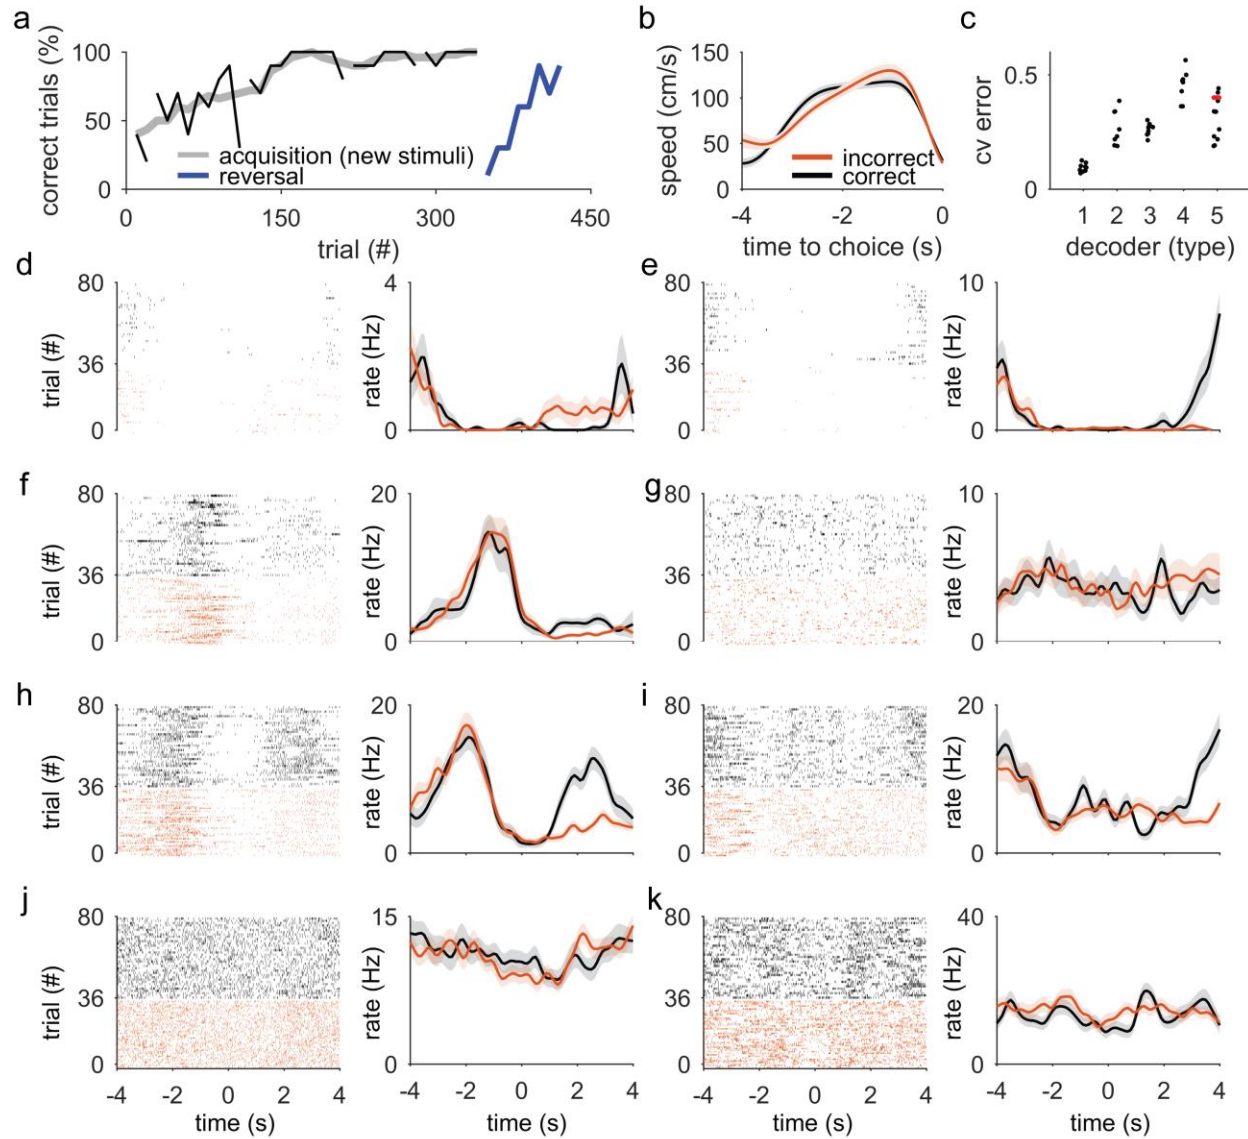 a
correct trials (%)
100
50
0
acquisition (new stimuli)
reversal
0 150 300 450
trial (#)
b
speed (cm/s)
150
100
50
0
incorrect
correct
-4 -2 0
time to choice (s)
c
cv error
0.5
0
1 2 3 4 5
decoder (type)
d
trial (#)
80
36
0
rate (Hz)
4
0
e
trial (#)
80
36
0
rate (Hz)
10
0
f
trial (#)
80
36
0
rate (Hz)
20
0
g
80
36
0
rate (Hz)
10
0
h
trial (#)
80
36
0
rate (Hz)
20
0
i
80
36
0
rate (Hz)
20
0
j
trial (#)
80
36
0
-4 -2 0 2 4
time (s)
rate (Hz)
15
0
-4 -2 0 2 4
time (s)
k
80
36
0
-4 -2 0 2 4
time (s)
rate (Hz)
40
0
-4 -2 0 2 4
time (s)